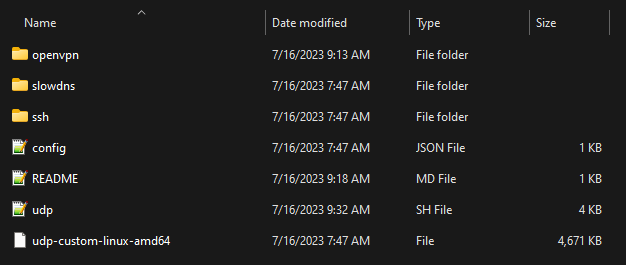 Name Date modified Type Size
openvpn 7/16/2023 9:13 AM File folder
slowdns 7/16/2023 7:47 AM File folder
ssh 7/16/2023 7:47 AM File folder
config 7/16/2023 7:47 AM JSON File 1 KB
README 7/16/2023 9:18 AM MD File 1 KB
udp 7/16/2023 9:32 AM SH File 4 KB
udp-custom-linux-amd64 7/16/2023 7:47 AM File 4,671 KB